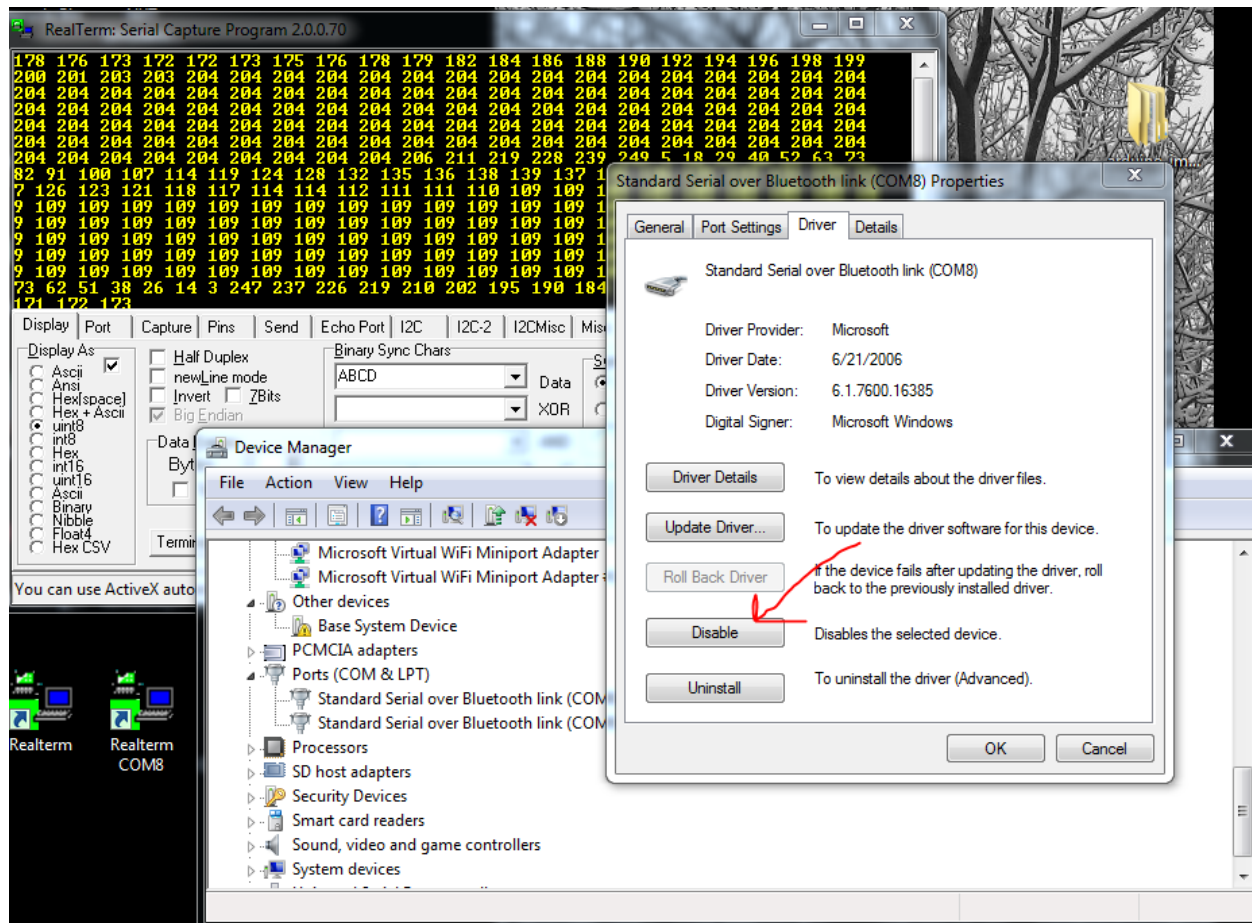 RealTerm: Serial Capture Program 2.0.0.70
178 176 173 172 172 173 175 176 178 179 182 184 186 188 190 192 194 196 198 199
200 201 203 203 204 204 204 204 204 204 204 204 204 204 204 204 204 204 204 204
204 204 204 204 204 204 204 204 204 204 204 204 204 204 204 204 204 204 204 204
204 204 204 204 204 204 204 204 204 204 204 204 204 204 204 204 204 204 204 204
204 204 204 204 204 204 204 204 204 204 204 204 204 204 204 204 204 204 204 204
204 204 204 204 204 204 204 204 204 204 204 204 204 204 204 204 204 204 204 204
204 204 204 204 204 204 204 204 204 206 211 219 228 239 249 5 18 29 40 52 63 73
82 91 100 107 114 119 124 128 132 135 136 138 139 137 1
7 126 123 121 118 117 114 114 112 111 111 110 109 109 1
9 109 109 109 109 109 109 109 109 109 109 109 109 109 1
9 109 109 109 109 109 109 109 109 109 109 109 109 109 1
9 109 109 109 109 109 109 109 109 109 109 109 109 109 1
9 109 109 109 109 109 109 109 109 109 109 109 109 109 1
9 109 109 109 109 109 109 109 109 109 109 109 109 109 1
73 62 51 38 26 14 3 247 237 226 219 210 202 195 190 184
171 172 173
Display Port Capture Pins Send Echo Port I2C I2C-2 I2CMisc Mis
Display As
Ascii
Ansi
Hex[space]
Hex + Ascii
uint8
int8
Hex
int16
uint16
Ascii
Binary
Nibble
Float4
Hex CSV
Half Duplex
newLine mode
Invert 7Bits
Big Endian
Data
Byt
Termin
Binary Sync Chars
ABCD
Data
XOR
You can use ActiveX auto
Standard Serial over Bluetooth link (COM8) Properties
General Port Settings Driver Details
Standard Serial over Bluetooth link (COM8)
Driver Provider: Microsoft
Driver Date: 6/21/2006
Driver Version: 6.1.7600.16385
Digital Signer: Microsoft Windows
Driver Details To view details about the driver files.
Update Driver... To update the driver software for this device.
Roll Back Driver If the device fails after updating the driver, roll
back to the previously installed driver.
Disable Disables the selected device.
Uninstall To uninstall the driver (Advanced).
OK Cancel
Device Manager
File Action View Help
Microsoft Virtual WiFi Miniport Adapter
Microsoft Virtual WiFi Miniport Adapter
Other devices
Base System Device
PCMCIA adapters
Ports (COM & LPT)
Standard Serial over Bluetooth link (COM
Standard Serial over Bluetooth link (COM
Processors
SD host adapters
Security Devices
Smart card readers
Sound, video and game controllers
System devices
Realterm
Realterm
COM8